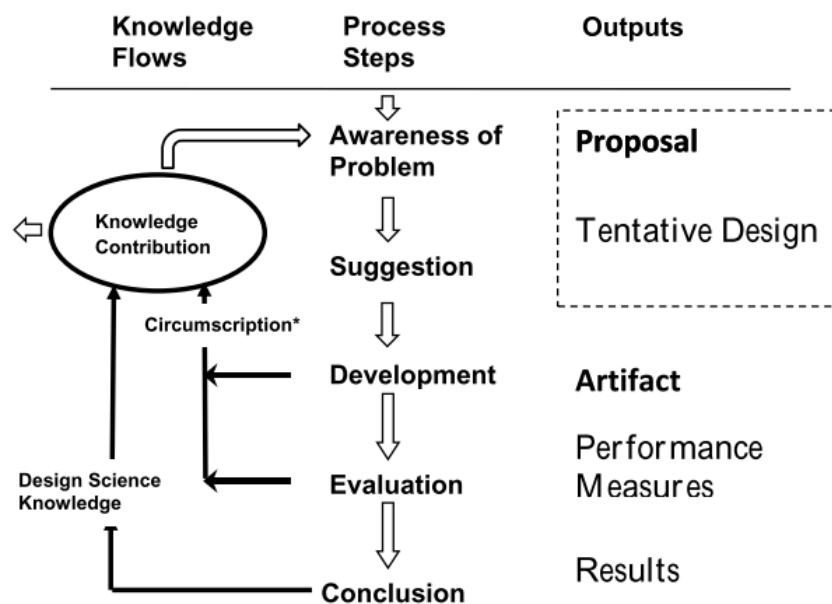 Knowledge
Flows
Process
Steps
Outputs
Awareness of
Problem
Proposal
Knowledge
Contribution
Tentative Design
Suggestion
Circumscription*
Development
Artifact
Performance
Measures
Design Science
Knowledge
Evaluation
Conclusion
Results